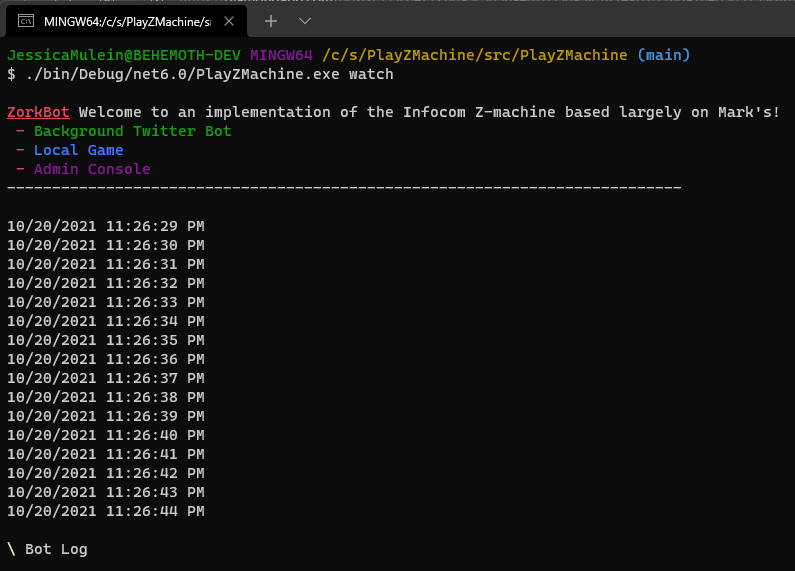 MINGW64:/c/s/PlayZMachine/sr
JessicaMulein@BEHEMOTH-DEV MINGW64 /c/s/PlayZMachine/src/PlayZMachine (main)
$ ./bin/Debug/net6.0/PlayZMachine.exe watch
ZorkBot Welcome to an implementation of the Infocom Z-machine based largely on Mark's!
- Background Twitter Bot
- Local Game
- Admin Console
---------------------------------------------------------------------------
10/20/2021 11:26:29 PM
10/20/2021 11:26:30 PM
10/20/2021 11:26:31 PM
10/20/2021 11:26:32 PM
10/20/2021 11:26:33 PM
10/20/2021 11:26:34 PM
10/20/2021 11:26:35 PM
10/20/2021 11:26:36 PM
10/20/2021 11:26:37 PM
10/20/2021 11:26:38 PM
10/20/2021 11:26:39 PM
10/20/2021 11:26:40 PM
10/20/2021 11:26:41 PM
10/20/2021 11:26:42 PM
10/20/2021 11:26:43 PM
10/20/2021 11:26:44 PM
\ Bot Log